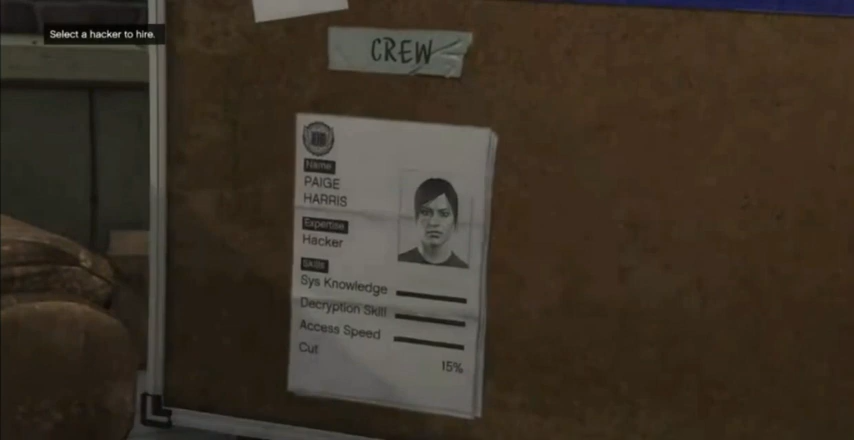 Select a hacker to hire.
CREW
Name
PAIGE
HARRIS
Expertise
Hacker
Skills
Sys Knowledge
Decryption Skill
Access Speed
Cut 15%